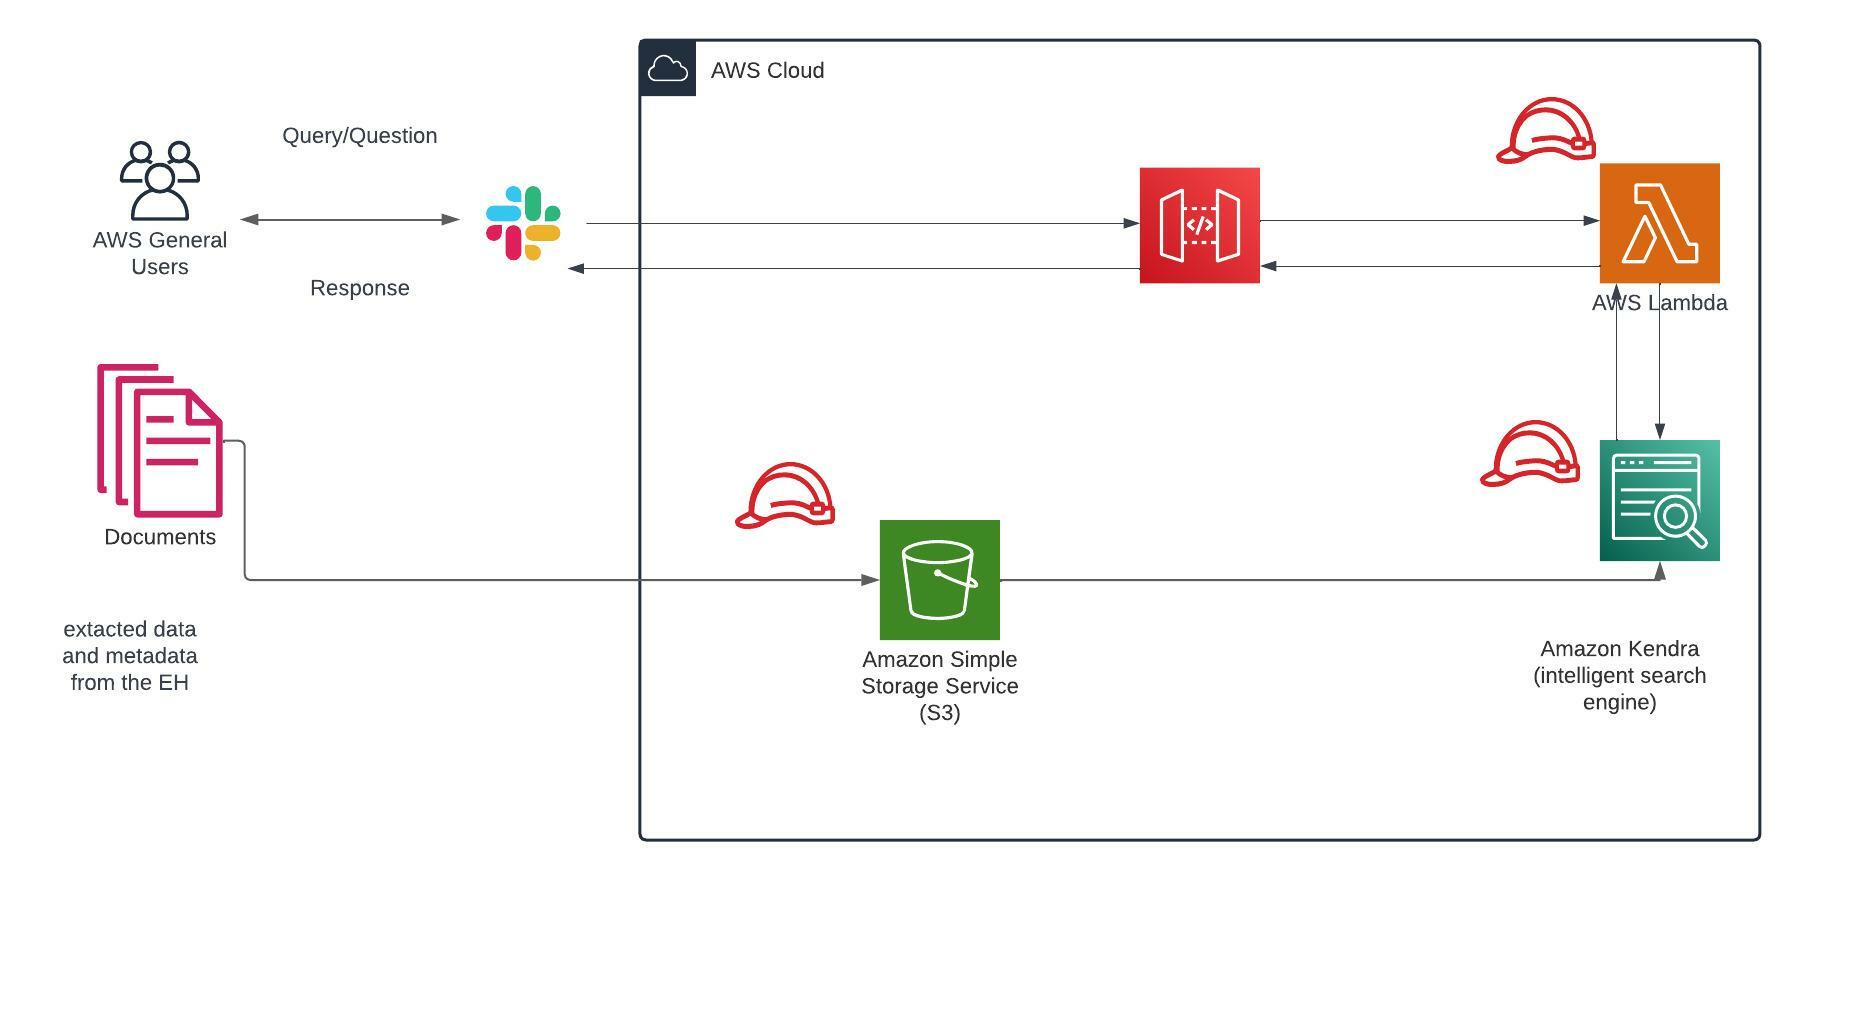 AWS Cloud
Query/Question
AWS General
Users
Response
AWS Lambda
Documents
extacted data
and metadata
from the EH
Amazon Simple
Storage Service
(S3)
Amazon Kendra
(intelligent search
engine)